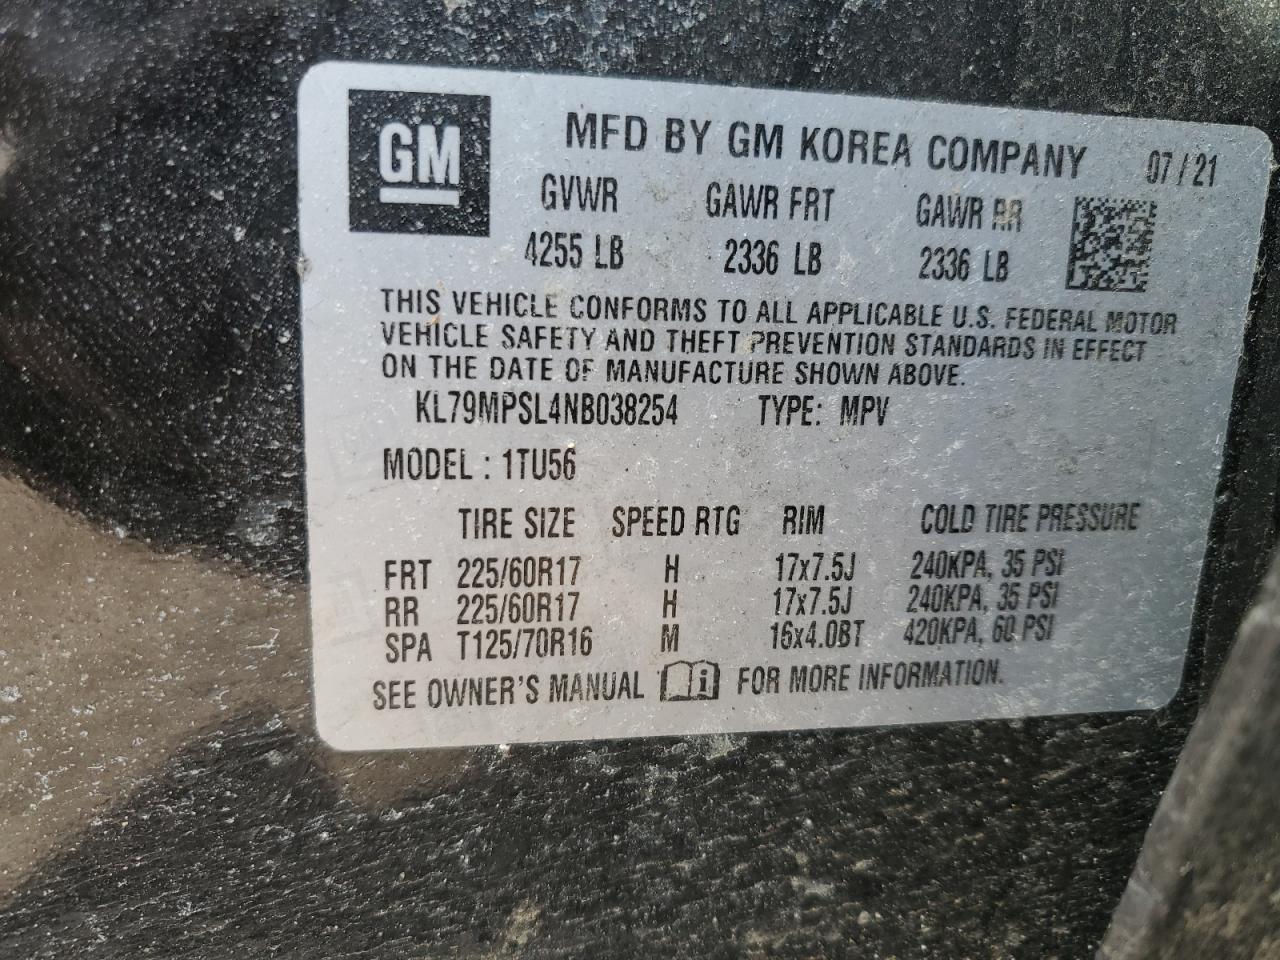 GM MFD BY GM KOREA COMPANY 07/21
GVWR GAWR FRT GAWR RR
4255 LB 2336 LB 2336 LB
THIS VEHICLE CONFORMS TO ALL APPLICABLE U.S. FEDERAL MOTOR
VEHICLE SAFETY AND THEFT PREVENTION STANDARDS IN EFFECT
ON THE DATE OF MANUFACTURE SHOWN ABOVE.
KL79MPSL4NB038254 TYPE: MPV
MODEL : 1TU56
TIRE SIZE SPEED RTG RIM COLD TIRE PRESSURE
FRT 225/60R17 H 17x7.5J 240KPA, 35 PSI
RR 225/60R17 H 17x7.5J 240KPA, 35 PSI
SPA T125/70R16 M 16x4.0BT 420KPA, 60 PSI
SEE OWNER'S MANUAL i FOR MORE INFORMATION.